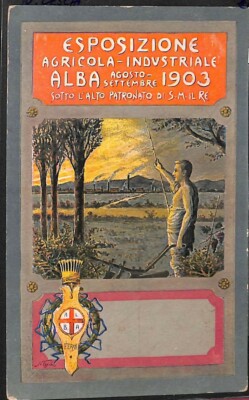 ESPOSIZIONE
AGRICOLA-INDUSTRIALE
ALBA AGOSTO-SETTEMBRE 1903
SOTTO L'ALTO PATRONATO DI S.M. IL RE